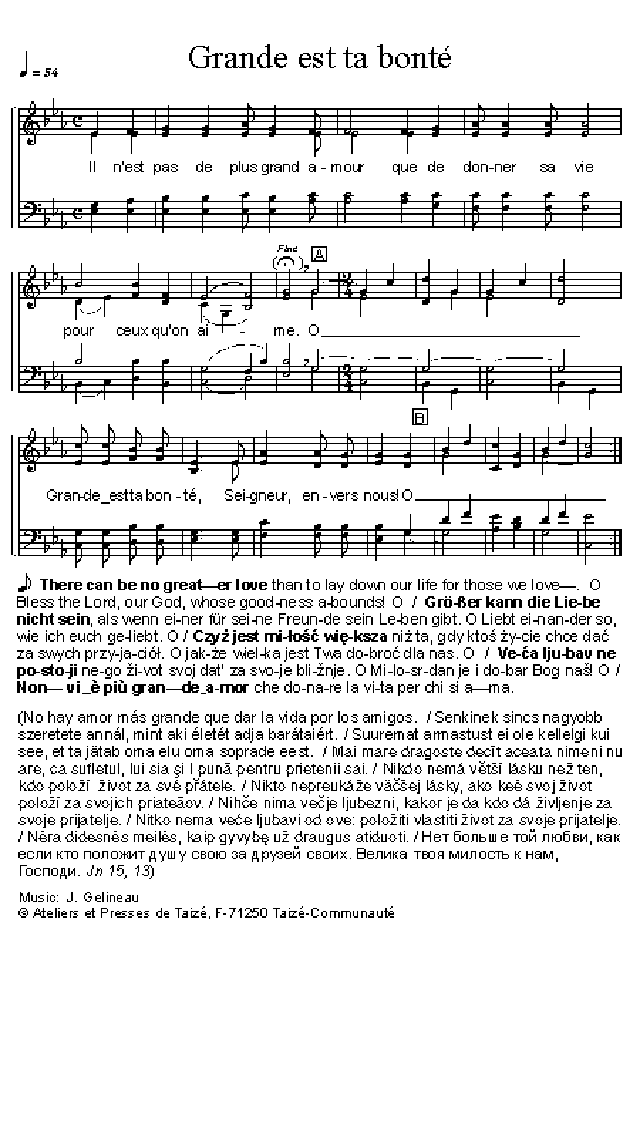 Grande est ta bonté
♩ = 54
Il n'est pas de plus grand a-mour que de don-ner sa vie
Fine
A
pour ceux qu'on ai - - me. O
B
Gran-de_est ta bon-té, Sei-gneur, en-vers nous! O
There can be no great—er love than to lay down our life for those we love—. O
Bless the Lord, our God, whose good-ness a-bounds! O / Grö-ßer kann die Lie-be
nicht sein, als wenn ei-ner für sei-ne Freun-de sein Le-ben gibt. O Liebt ei-nan-der so,
wie ich euch ge-liebt. O / Czyż jest mi-łość wię-ksza niż ta, gdy ktoś ży-cie chce dać
za swych przy-ja-ciół. O jak-że wiel-ka jest Twa do-broć dla nas. O / Ve-ća lju-bav ne
po-sto-ji ne-go ži-vot svoj dat' za svo-je bli-žnje. O Mi-lo-sr-dan je i do-bar Bog naš! O /
Non— vi_è più gran—de_a-mor che do-na-re la vi-ta per chi si a—ma.
(No hay amor más grande que dar la vida por los amigos. / Senkinek sincs nagyobb
szeretete annál, mint aki életét adja barátaiért. / Suuremat armastust ei ole kellelgi kui
see, et ta jätab oma elu oma soprade eest. / Mai mare dragoste decît aceata nimeni nu
are, ca sufletul, lui sia şi l pună pentru prietenii sai. / Nikdo nemá větší lásku než ten,
kdo položí život za své přátele. / Nikto nepreukáže väčšej lásky, ako keě svoj život
položí za svojich priateãov. / Nihče nima večje ljubezni, kakor je da kdo dá življenje za
svoje prijatelje. / Nitko nema veće ljubavi od ove: položiti vlastiti život za svoje prijatelje.
/ Nėra didesnės meilės, kaip gyvybę už draugus atiduoti. / Нет больше той любви, как
если кто положит душу свою за друзей своих. Велика твоя милость к нам,
Господи. Jn 15, 13)
Music: J. Gelineau
© Ateliers et Presses de Taizé, F-71250 Taizé-Communauté